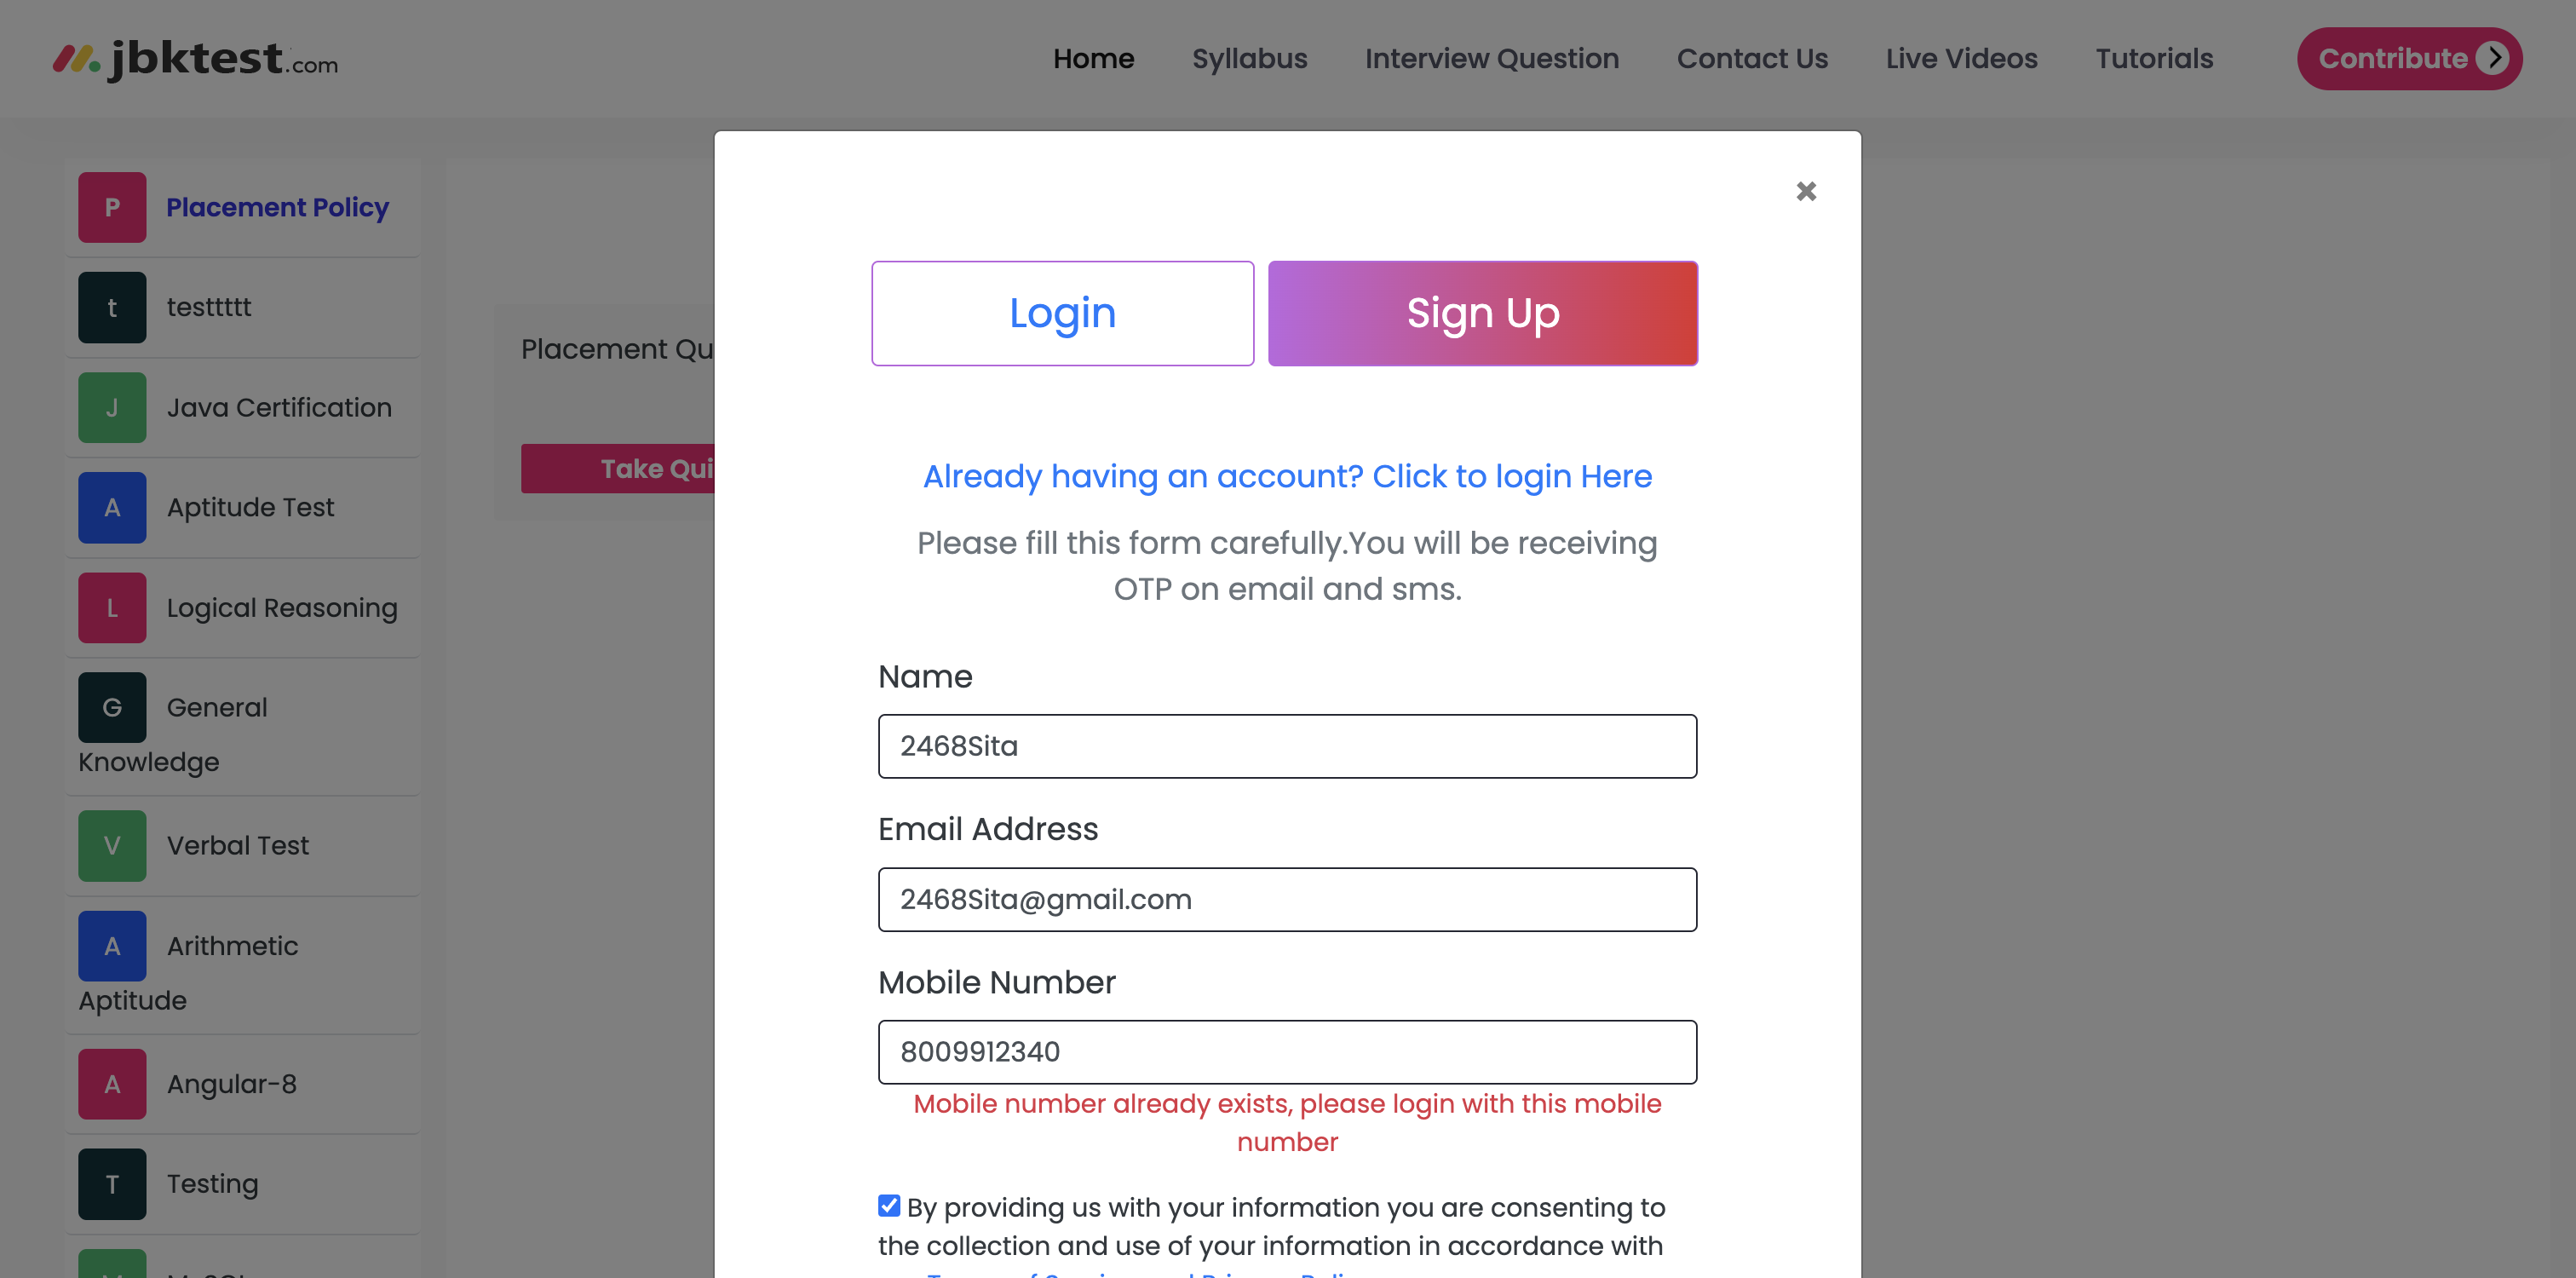 jbktest.com
Home Syllabus Interview Question Contact Us Live Videos Tutorials Contribute
P Placement Policy
t testtttt
J Java Certification
A Aptitude Test
L Logical Reasoning
G General
Knowledge
V Verbal Test
A Arithmetic
Aptitude
A Angular-8
T Testing
Placement Qu
Take Qui
×
Login
Sign Up
Already having an account? Click to login Here
Please fill this form carefully.You will be receiving
OTP on email and sms.
Name
2468Sita
Email Address
2468Sita@gmail.com
Mobile Number
8009912340
Mobile number already exists, please login with this mobile
number
By providing us with your information you are consenting to
the collection and use of your information in accordance with